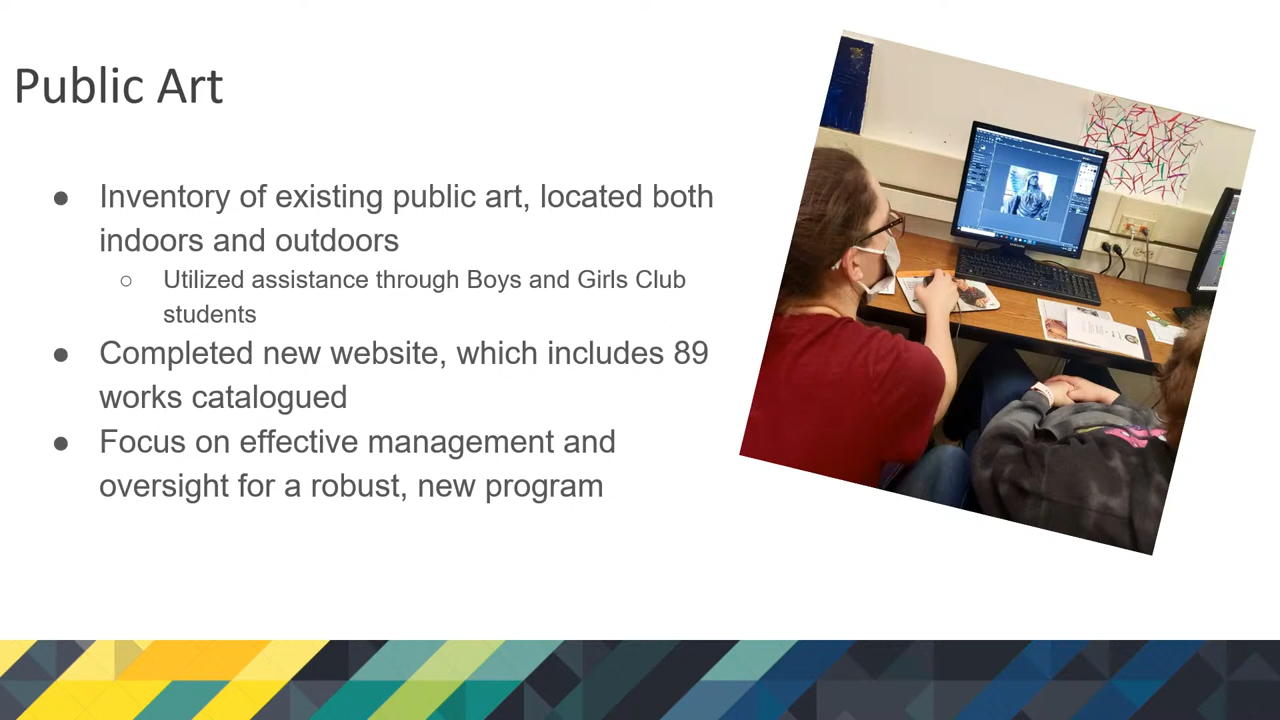 Public Art
● Inventory of existing public art, located both
indoors and outdoors
○ Utilized assistance through Boys and Girls Club
students
● Completed new website, which includes 89
works catalogued
● Focus on effective management and
oversight for a robust, new program